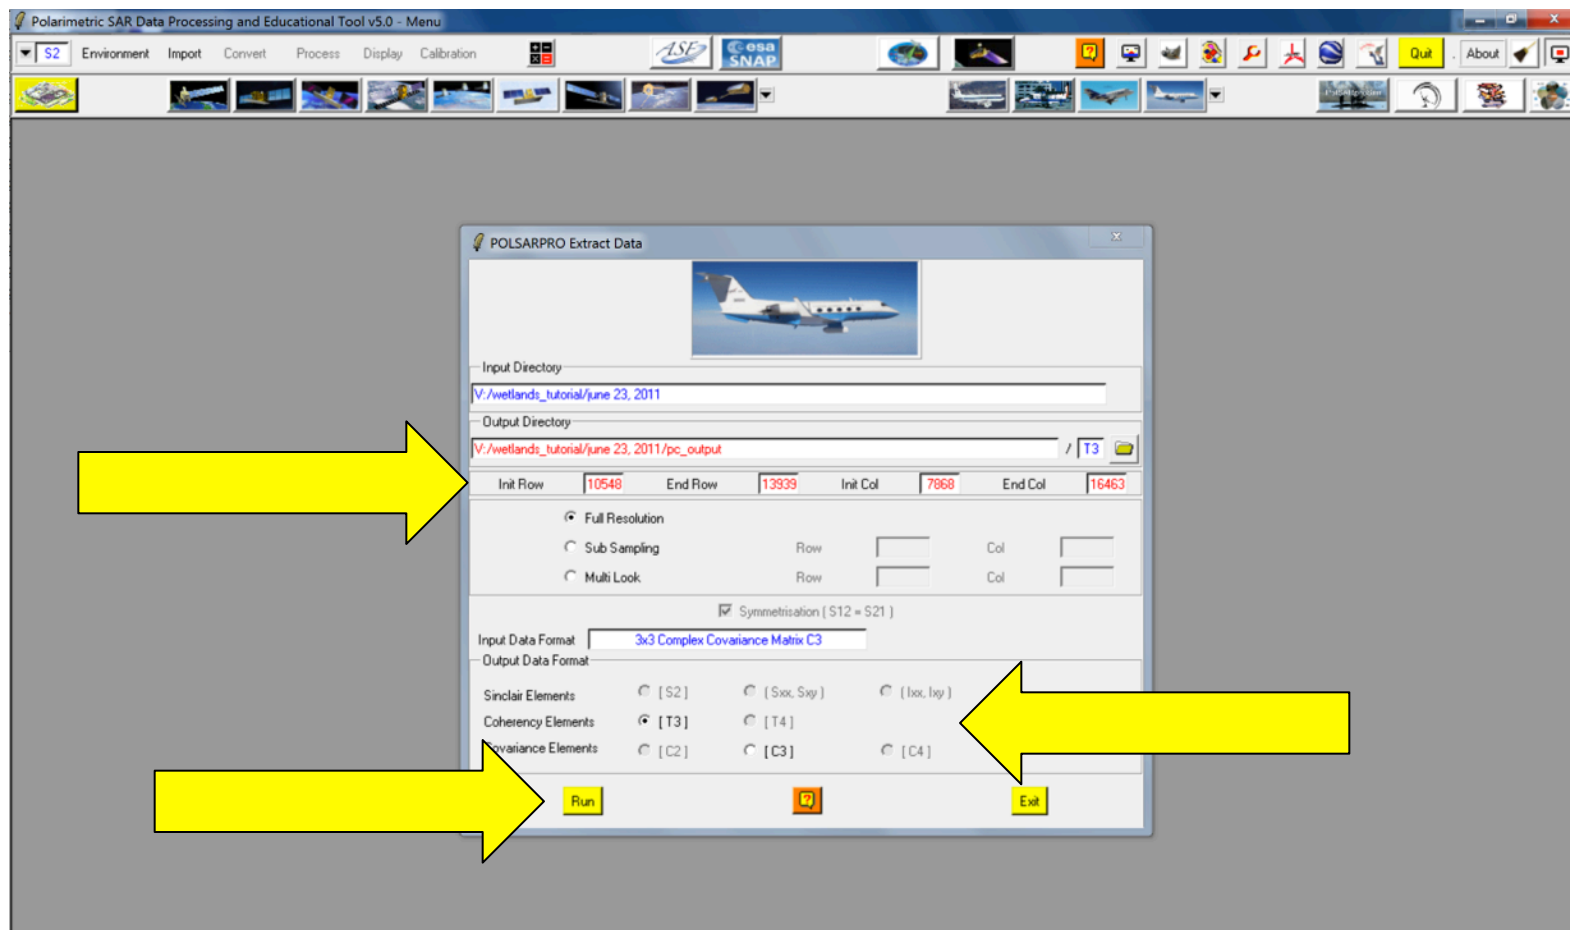 Polarimetric SAR Data Processing and Educational Tool v5.0 - Menu
S2 Environment Import Convert Process Display Calibration ASF esa SNAP Quit . About
POLSARPRO Extract Data
Input Directory
V:/wetlands_tutorial/june 23, 2011
Output Directory
V:/wetlands_tutorial/june 23, 2011/pc_output / T3
Init Row 10548 End Row 13939 Init Col 7868 End Col 16463
Full Resolution
Sub Sampling Row Col
Multi Look Row Col
Symmetrisation ( S12 = S21 )
Input Data Format 3x3 Complex Covariance Matrix C3
Output Data Format
Sinclair Elements [ S2 ] ( Sxx, Sxy ) ( Ixx, Ixy )
Coherency Elements [ T3 ] [ T4 ]
Covariance Elements [ C2 ] [ C3 ] [ C4 ]
Run ? Exit